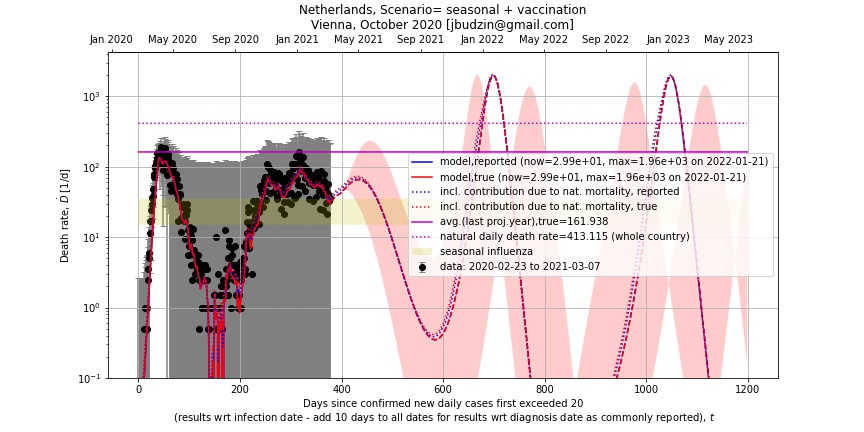 Netherlands, Scenario= seasonal + vaccination
Vienna, October 2020 [jbudzin@gmail.com]
Jan 2020 May 2020 Sep 2020 Jan 2021 May 2021 Sep 2021 Jan 2022 May 2022 Sep 2022 Jan 2023 May 2023
Death rate, D [1/d]
10³
10²
10¹
10⁰
10⁻¹
model,reported (now=2.99e+01, max=1.96e+03 on 2022-01-21)
model,true (now=2.99e+01, max=1.96e+03 on 2022-01-21)
incl. contribution due to nat. mortality, reported
incl. contribution due to nat. mortality, true
avg.(last proj.year),true=161.938
natural daily death rate=413.115 (whole country)
seasonal influenza
data: 2020-02-23 to 2021-03-07
0 200 400 600 800 1000 1200
Days since confirmed new daily cases first exceeded 20
(results wrt infection date - add 10 days to all dates for results wrt diagnosis date as commonly reported), t